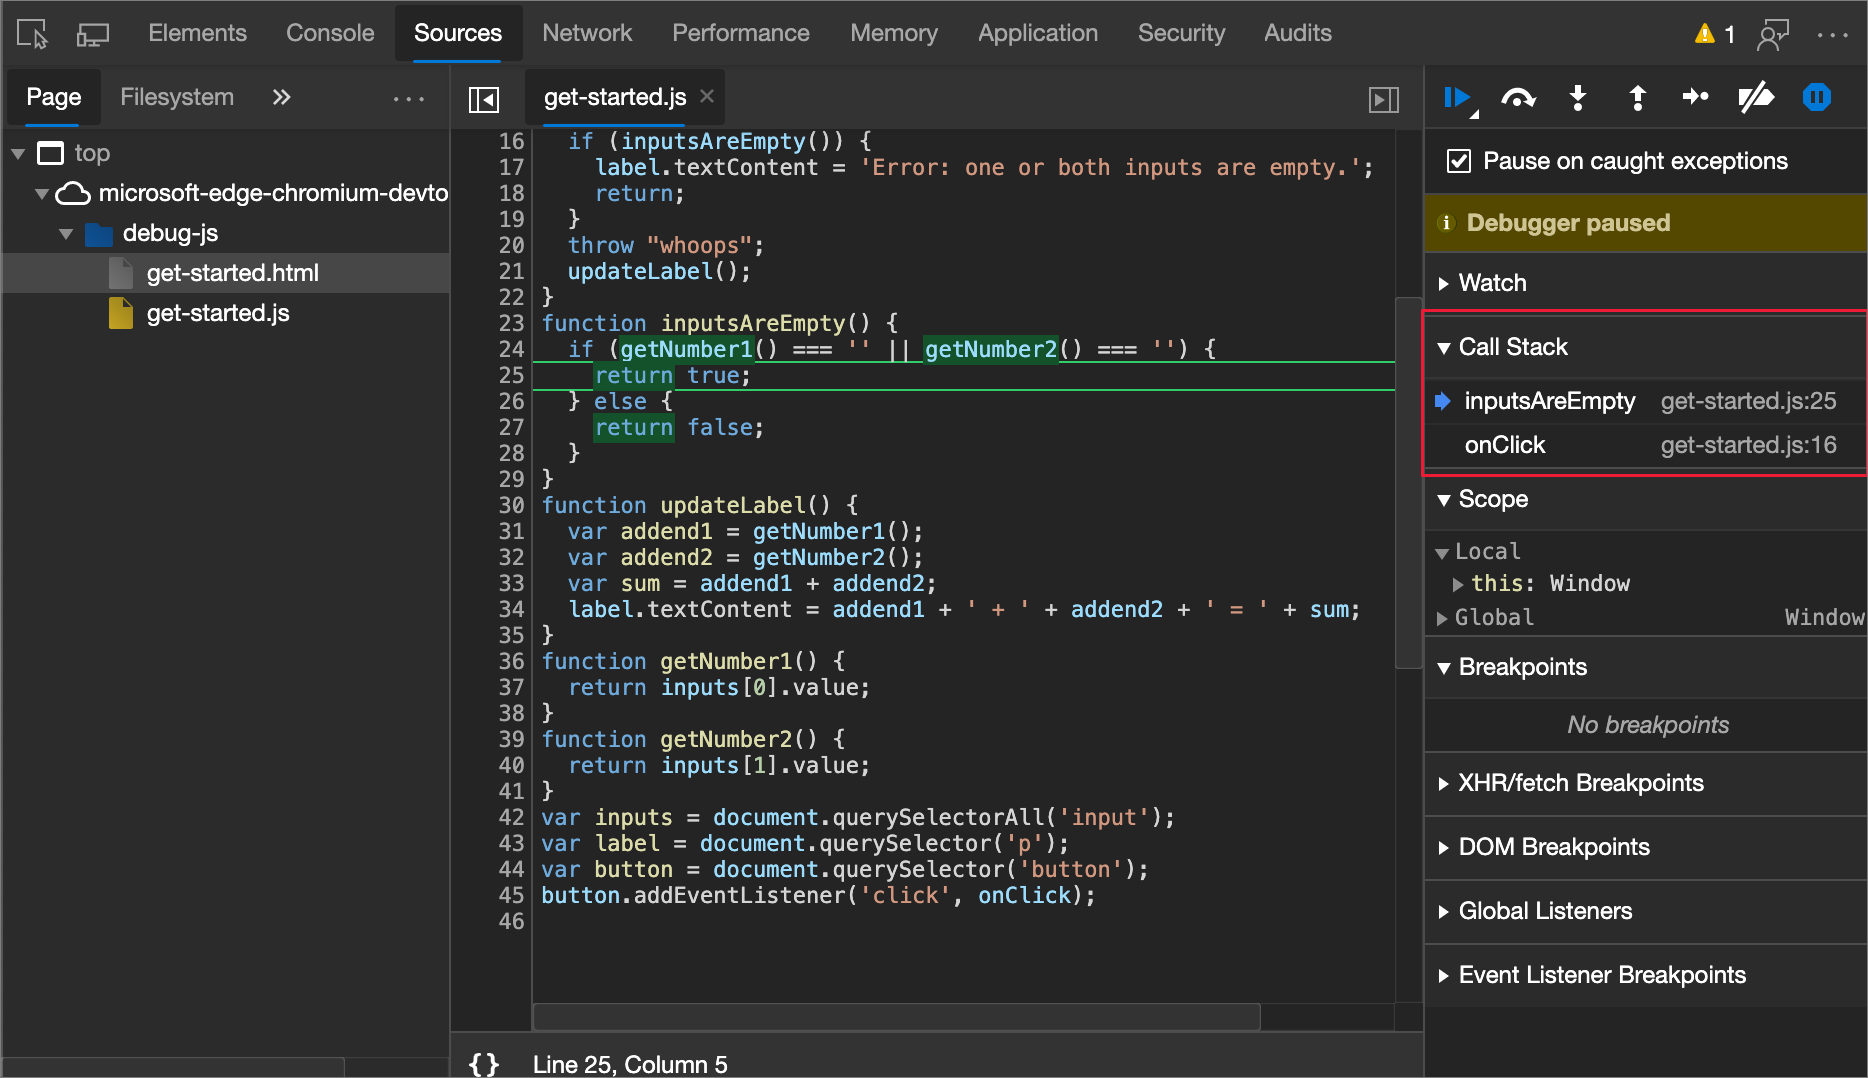 Elements Console Sources Network Performance Memory Application Security Audits 1
Page Filesystem
top
microsoft-edge-chromium-devto
debug-js
get-started.html
get-started.js
get-started.js
16 if (inputsAreEmpty()) {
17 label.textContent = 'Error: one or both inputs are empty.';
18 return;
19 }
20 throw "whoops";
21 updateLabel();
22 }
23 function inputsAreEmpty() {
24 if (getNumber1() === '' || getNumber2() === '') {
25 return true;
26 } else {
27 return false;
28 }
29 }
30 function updateLabel() {
31 var addend1 = getNumber1();
32 var addend2 = getNumber2();
33 var sum = addend1 + addend2;
34 label.textContent = addend1 + ' + ' + addend2 + ' = ' + sum;
35 }
36 function getNumber1() {
37 return inputs[0].value;
38 }
39 function getNumber2() {
40 return inputs[1].value;
41 }
42 var inputs = document.querySelectorAll('input');
43 var label = document.querySelector('p');
44 var button = document.querySelector('button');
45 button.addEventListener('click', onClick);
46
{} Line 25, Column 5
Pause on caught exceptions
Debugger paused
Watch
Call Stack
inputsAreEmpty get-started.js:25
onClick get-started.js:16
Scope
Local
this: Window
Global Window
Breakpoints
No breakpoints
XHR/fetch Breakpoints
DOM Breakpoints
Global Listeners
Event Listener Breakpoints